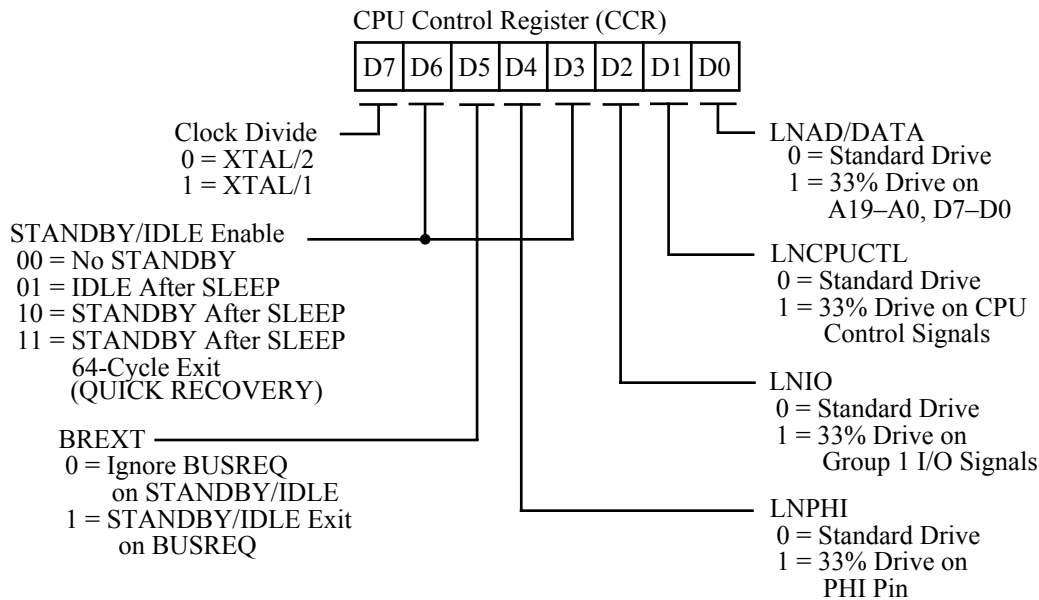 CPU Control Register (CCR)
D7 D6 D5 D4 D3 D2 D1 D0
Clock Divide
0 = XTAL/2
1 = XTAL/1
STANDBY/IDLE Enable
00 = No STANDBY
01 = IDLE After SLEEP
10 = STANDBY After SLEEP
11 = STANDBY After SLEEP
64-Cycle Exit
(QUICK RECOVERY)
BREXT
0 = Ignore BUSREQ
on STANDBY/IDLE
1 = STANDBY/IDLE Exit
on BUSREQ
LNAD/DATA
0 = Standard Drive
1 = 33% Drive on
A19–A0, D7–D0
LNCPUCTL
0 = Standard Drive
1 = 33% Drive on CPU
Control Signals
LNIO
0 = Standard Drive
1 = 33% Drive on
Group 1 I/O Signals
LNPHI
0 = Standard Drive
1 = 33% Drive on
PHI Pin